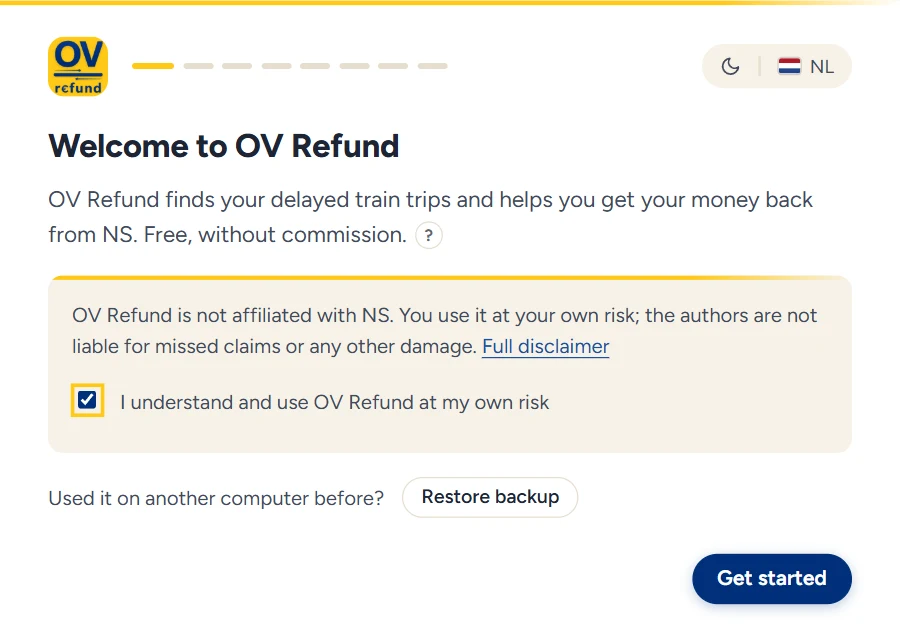 OV
refund
NL
Welcome to OV Refund
OV Refund finds your delayed train trips and helps you get your money back
from NS. Free, without commission. ?
OV Refund is not affiliated with NS. You use it at your own risk; the authors are not
liable for missed claims or any other damage. Full disclaimer
I understand and use OV Refund at my own risk
Used it on another computer before? Restore backup
Get started